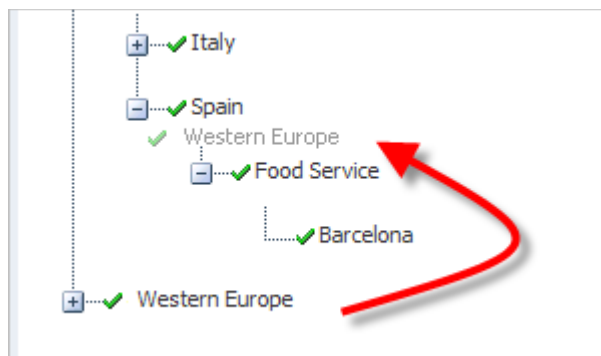 Italy
Spain
Western Europe
Food Service
Barcelona
Western Europe